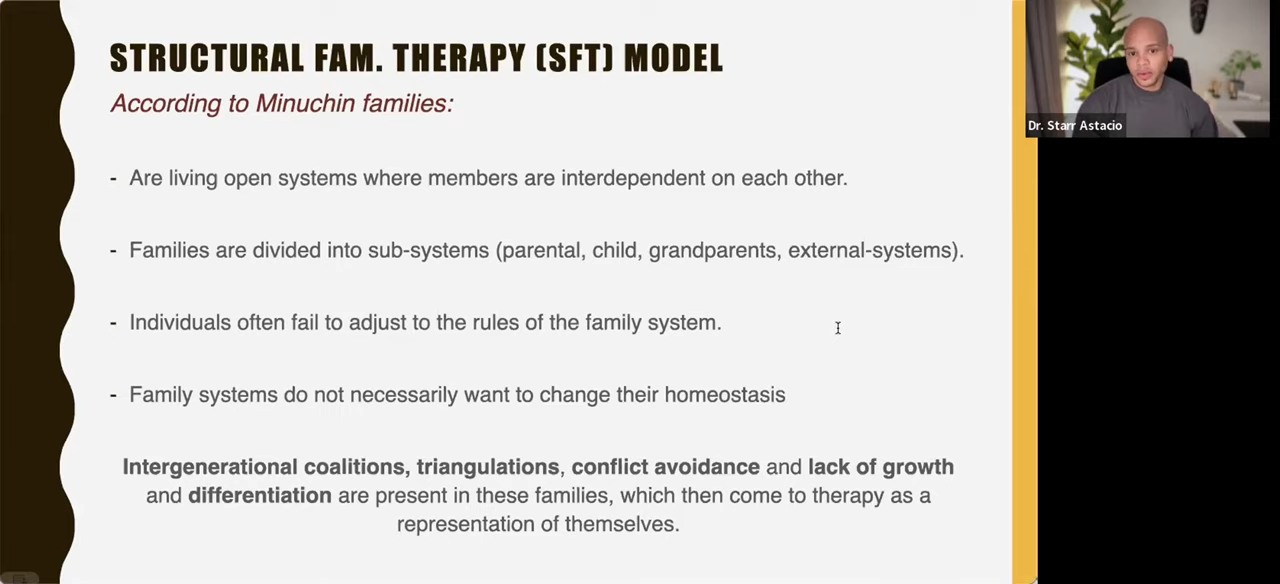 STRUCTURAL FAM. THERAPY (SFT) MODEL
According to Minuchin families:
- Are living open systems where members are interdependent on each other.
- Families are divided into sub-systems (parental, child, grandparents, external-systems).
- Individuals often fail to adjust to the rules of the family system.
- Family systems do not necessarily want to change their homeostasis
Intergenerational coalitions, triangulations, conflict avoidance and lack of growth
and differentiation are present in these families, which then come to therapy as a
representation of themselves.
Dr. Starr Astacio